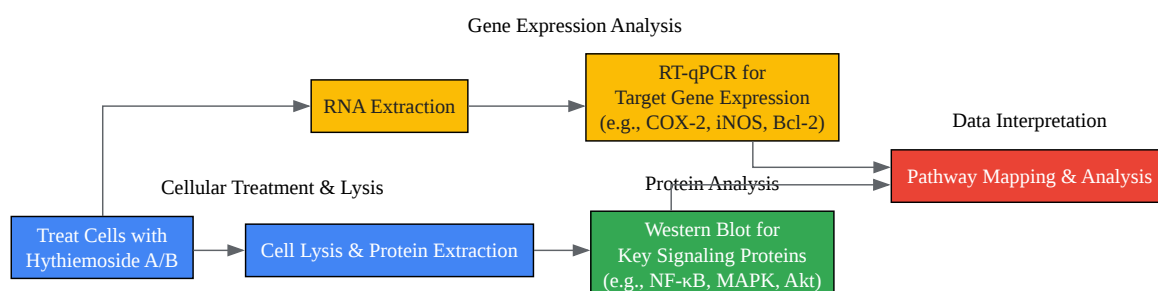 Gene Expression Analysis
RNA Extraction
RT-qPCR for
Target Gene Expression
(e.g., COX-2, iNOS, Bcl-2)
Data Interpretation
Pathway Mapping & Analysis
Cellular Treatment & Lysis
Protein Analysis
Treat Cells with
Hythiemoside A/B
Cell Lysis & Protein Extraction
Western Blot for
Key Signaling Proteins
(e.g., NF-κB, MAPK, Akt)